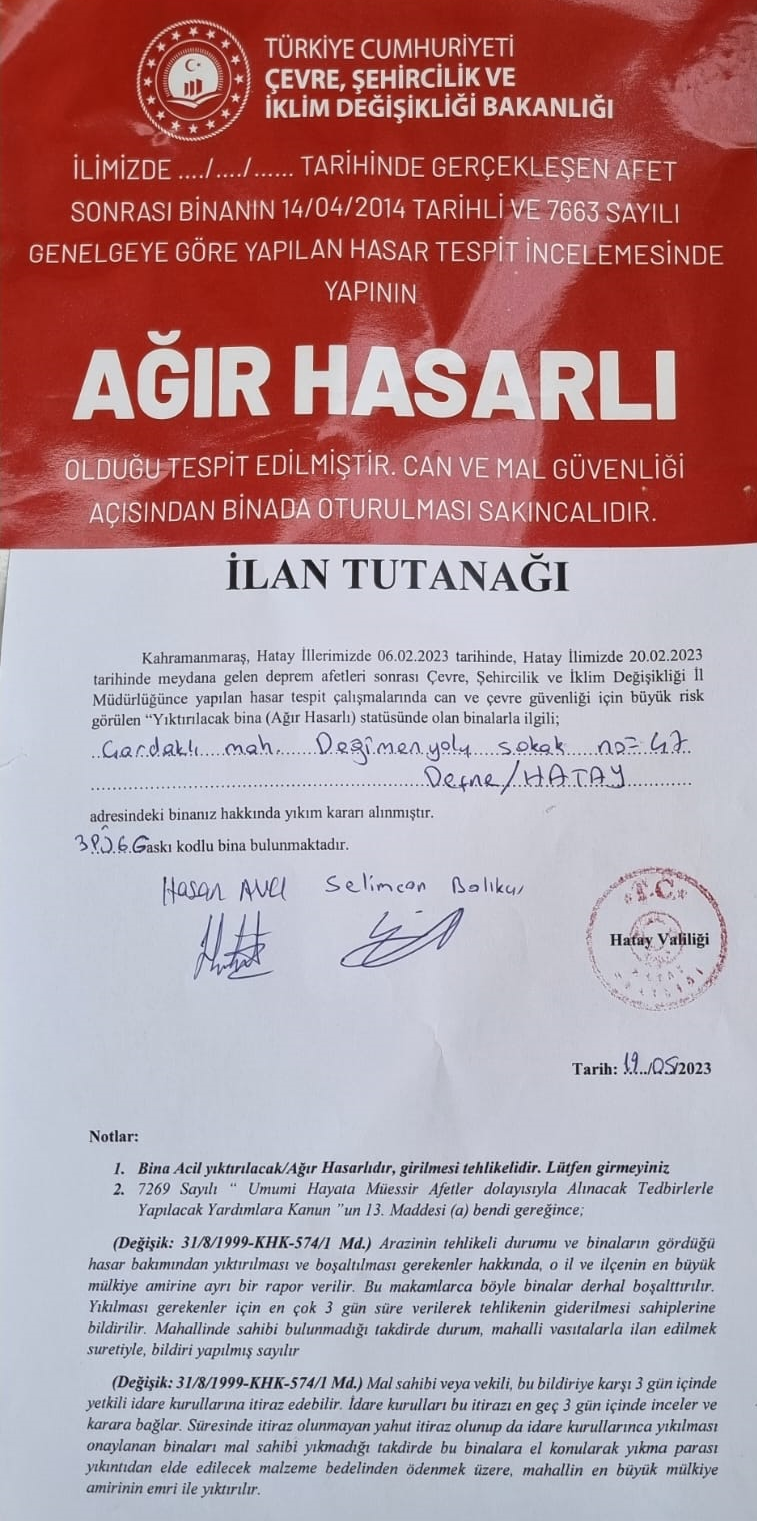 TÜRKİYE CUMHURİYETİ
ÇEVRE, ŞEHİRCİLİK VE
İKLİM DEĞİŞİKLİĞİ BAKANLIĞI
İLİMİZDE ..../..../...... TARİHİNDE GERÇEKLEŞEN AFET
SONRASI BİNANIN 14/04/2014 TARİHLİ VE 7663 SAYILI
GENELGEYE GÖRE YAPILAN HASAR TESPİT İNCELEMESİNDE
YAPININ
AĞIR HASARLI
OLDUĞU TESPİT EDİLMİŞTİR. CAN VE MAL GÜVENLİĞİ
AÇISINDAN BİNADA OTURULMASI SAKINCALIDIR.
İLAN TUTANAĞI
Kahramanmaraş, Hatay İllerimizde 06.02.2023 tarihinde, Hatay İlimizde 20.02.2023
tarihinde meydana gelen deprem afetleri sonrası Çevre, Şehircilik ve İklim Değişikliği İl
Müdürlüğünce yapılan hasar tespit çalışmalarında can ve çevre güvenliği için büyük risk
görülen “Yıktırılacak bina (Ağır Hasarlı) statüsünde olan binalarla ilgili;
Çardaklı mah. Değimenyolu sokak no= 47
Defne/HATAY
adresindeki binanız hakkında yıkım kararı alınmıştır.
askı kodlu bina bulunmaktadır.
Hasan AVCI Selimcan
T.C.
Hatay Valiliği
Tarih: 19../05/2023
Notlar:
1. Bina Acil yıktırılacak/Ağır Hasarlıdır, girilmesi tehlikelidir. Lütfen girmeyiniz
2. 7269 Sayılı “ Umumi Hayata Müessir Afetler dolayısıyla Alınacak Tedbirlerle
Yapılacak Yardımlara Kanun ”un 13. Maddesi (a) bendi gereğince;
(Değişik: 31/8/1999-KHK-574/1 Md.) Arazinin tehlikeli durumu ve binaların gördüğü
hasar bakımından yıktırılması ve boşaltılması gerekenler hakkında, o il ve ilçenin en büyük
mülkiye amirine ayrı bir rapor verilir. Bu makamlarca böyle binalar derhal boşalttırılır.
Yıkılması gerekenler için en çok 3 gün süre verilerek tehlikenin giderilmesi sahiplerine
bildirilir. Mahallinde sahibi bulunmadığı takdirde durum, mahalli vasıtalarla ilan edilmek
suretiyle, bildiri yapılmış sayılır
(Değişik: 31/8/1999-KHK-574/1 Md.) Mal sahibi veya vekili, bu bildiriye karşı 3 gün içinde
yetkili idare kurullarına itiraz edebilir. İdare kurulları bu itirazı en geç 3 gün içinde inceler ve
karara bağlar. Süresinde itiraz olunmayan yahut itiraz olunup da idare kurullarınca yıkılması
onaylanan binaları mal sahibi yıkmadığı takdirde bu binalara el konularak yıkma parası
yıkıntıdan elde edilecek malzeme bedelinden ödenmek üzere, mahallin en büyük mülkiye
amirinin emri ile yıktırılır.